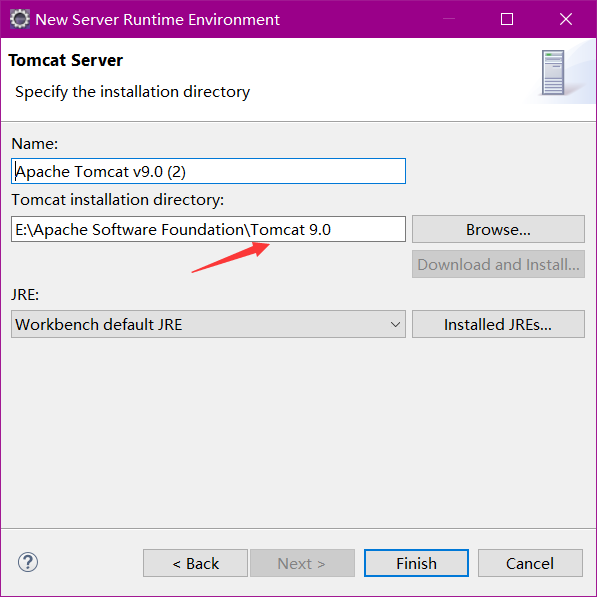 New Server Runtime Environment
Tomcat Server
Specify the installation directory
Name:
Apache Tomcat v9.0 (2)
Tomcat installation directory:
E:\Apache Software Foundation\Tomcat 9.0
Browse...
Download and Install...
JRE:
Workbench default JRE
Installed JREs...
?
< Back
Next >
Finish
Cancel